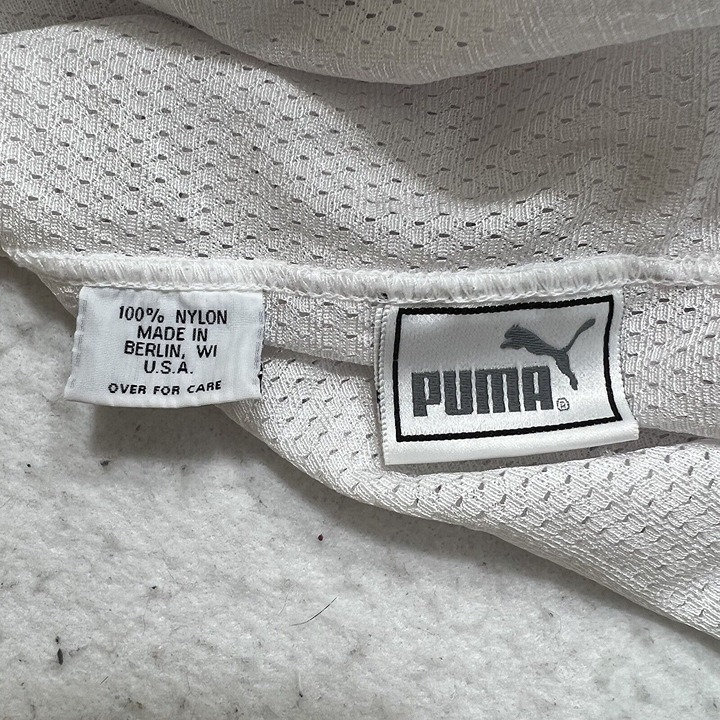 100% NYLON
MADE IN
BERLIN, WI
U.S.A.
OVER FOR CARE
PUMA®